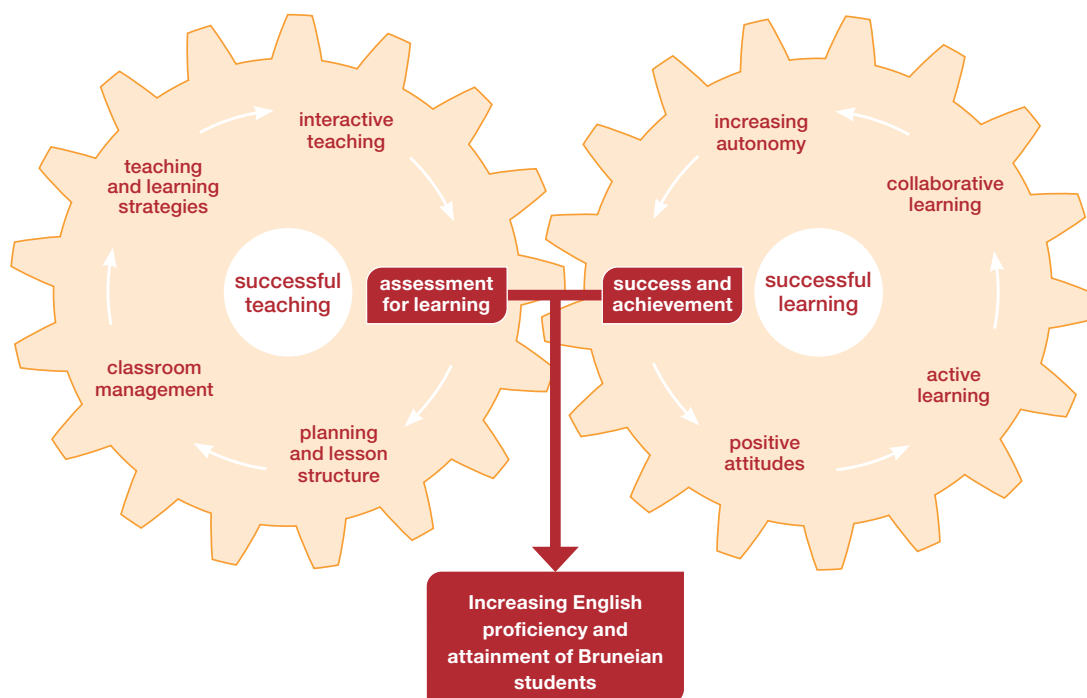 interactive
teaching
teaching
and learning
strategies
successful
teaching
assessment
for learning
classroom
management
planning
and lesson
structure
increasing
autonomy
collaborative
learning
success and
achievement
successful
learning
active
learning
positive
attitudes
Increasing English
proficiency and
attainment of Bruneian
students